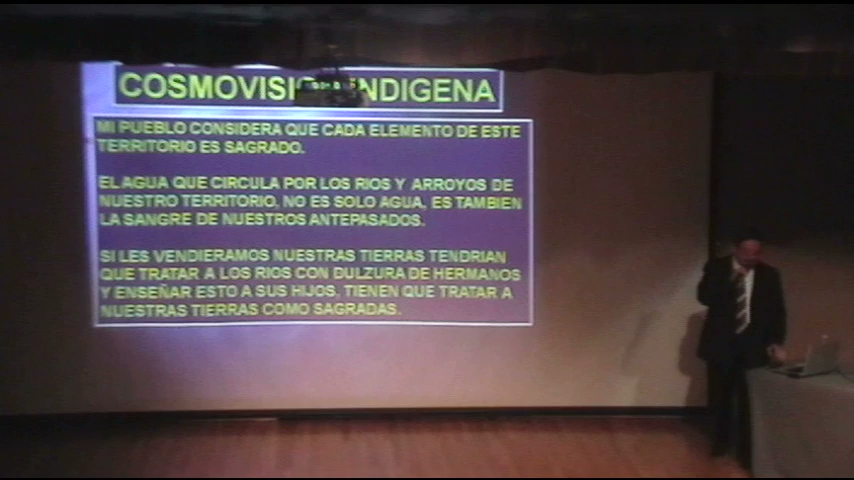 COSMOVISI NDIGENA
MI PUEBLO CONSIDERA QUE CADA ELEMENTO DE ESTE
TERRITORIO ES SAGRADO.
EL AGUA QUE CIRCULA POR LOS RIOS Y ARROYOS DE
NUESTRO TERRITORIO, NO ES SOLO AGUA, ES TAMBIEN
LA SANGRE DE NUESTROS ANTEPASADOS.
SI LES VENDIERAMOS NUESTRAS TIERRAS TENDRIAN
QUE TRATAR A LOS RIOS CON DULZURA DE HERMANOS
Y ENSEÑAR ESTO A SUS HIJOS. TIENEN QUE TRATAR A
NUESTRAS TIERRAS COMO SAGRADAS.